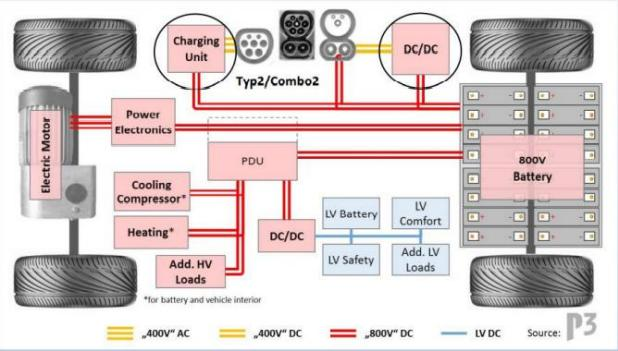 Charging
Unit
DC/DC
Typ2/Combo2
Electric Motor
Power
Electronics
PDU
800V
Battery
Cooling
Compressor*
Heating*
Add. HV
Loads
DC/DC
LV Battery
LV
Comfort
LV Safety
Add. LV
Loads
*for battery and vehicle interior
„400V“ AC
„400V“ DC
„800V“ DC
LV DC
Source: P3